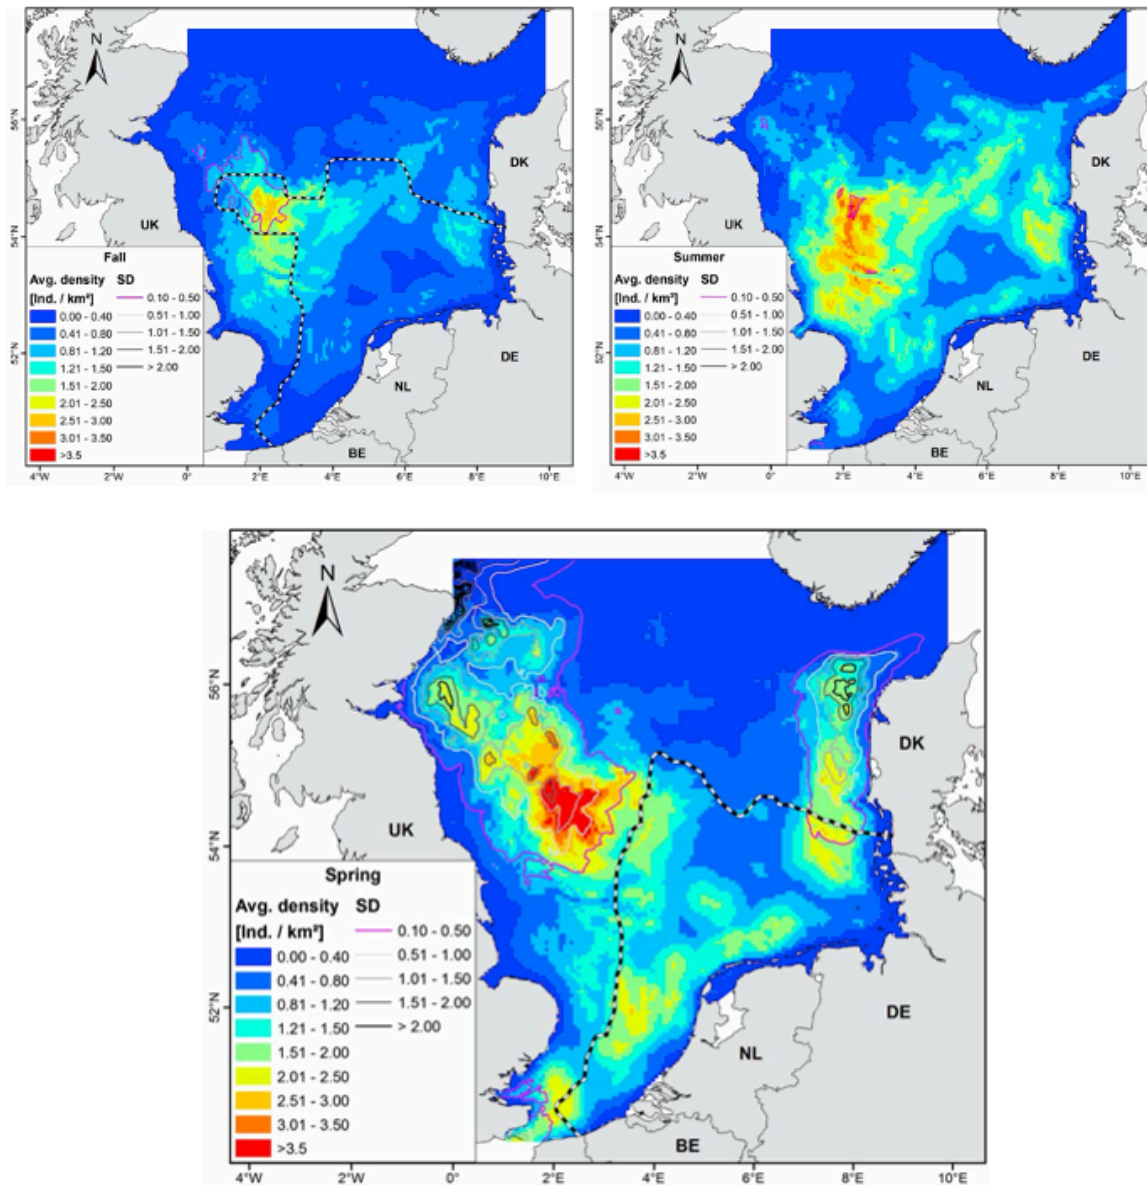 N
56°N
54°N
52°N
UK
DK
DE
NL
BE
Fall
Avg. density SD
[Ind. / km²]
0.10 - 0.50
0.00 - 0.40
0.51 - 1.00
0.41 - 0.80
1.01 - 1.50
0.81 - 1.20
1.51 - 2.00
1.21 - 1.50
> 2.00
1.51 - 2.00
2.01 - 2.50
2.51 - 3.00
3.01 - 3.50
>3.5
4°W 2°W 0° 2°E 4°E 6°E 8°E 10°E
N
56°N
54°N
52°N
UK
DK
DE
NL
BE
Summer
Avg. density SD
[Ind. / km²]
0.10 - 0.50
0.00 - 0.40
0.51 - 1.00
0.41 - 0.80
1.01 - 1.50
0.81 - 1.20
1.51 - 2.00
1.21 - 1.50
> 2.00
1.51 - 2.00
2.01 - 2.50
2.51 - 3.00
3.01 - 3.50
>3.5
4°W 2°W 0° 2°E 4°E 6°E 8°E 10°E
N
56°N
54°N
52°N
UK
DK
DE
NL
BE
Spring
Avg. density SD
[Ind. / km²]
0.10 - 0.50
0.00 - 0.40
0.51 - 1.00
0.41 - 0.80
1.01 - 1.50
0.81 - 1.20
1.51 - 2.00
1.21 - 1.50
> 2.00
1.51 - 2.00
2.01 - 2.50
2.51 - 3.00
3.01 - 3.50
>3.5
4°W 2°W 0° 2°E 4°E 6°E 8°E 10°E